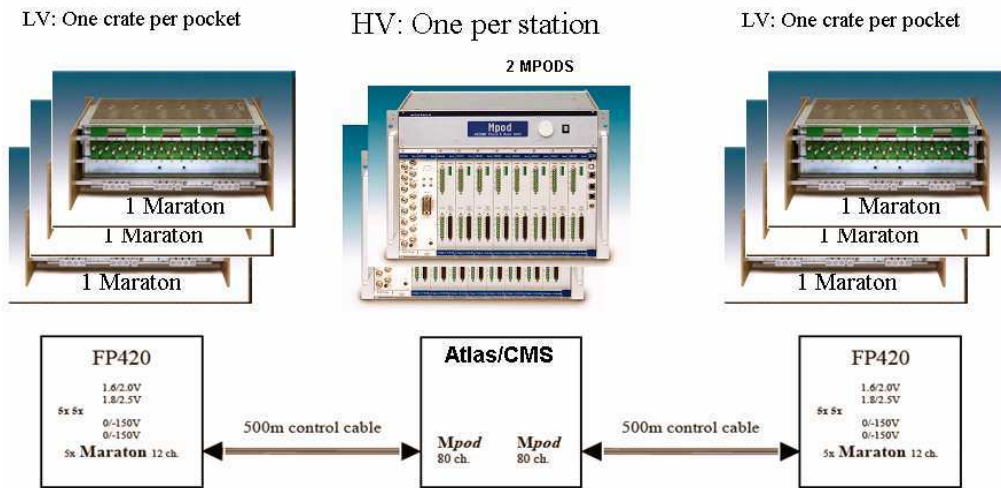 LV: One crate per pocket
HV: One per station
LV: One crate per pocket
2 MPODS
Mpod
1 Maraton
1 Maraton
1 Maraton
1 Maraton
1 Maraton
1 Maraton
FP420
1.6/2.0V
1.8/2.5V
5x 5x
0/-150V
0/-150V
5x Maraton 12 ch.
500m control cable
Atlas/CMS
Mpod Mpod
80 ch. 80 ch.
500m control cable
FP420
1.6/2.0V
1.8/2.5V
5x 5x
0/-150V
0/-150V
5x Maraton 12 ch.